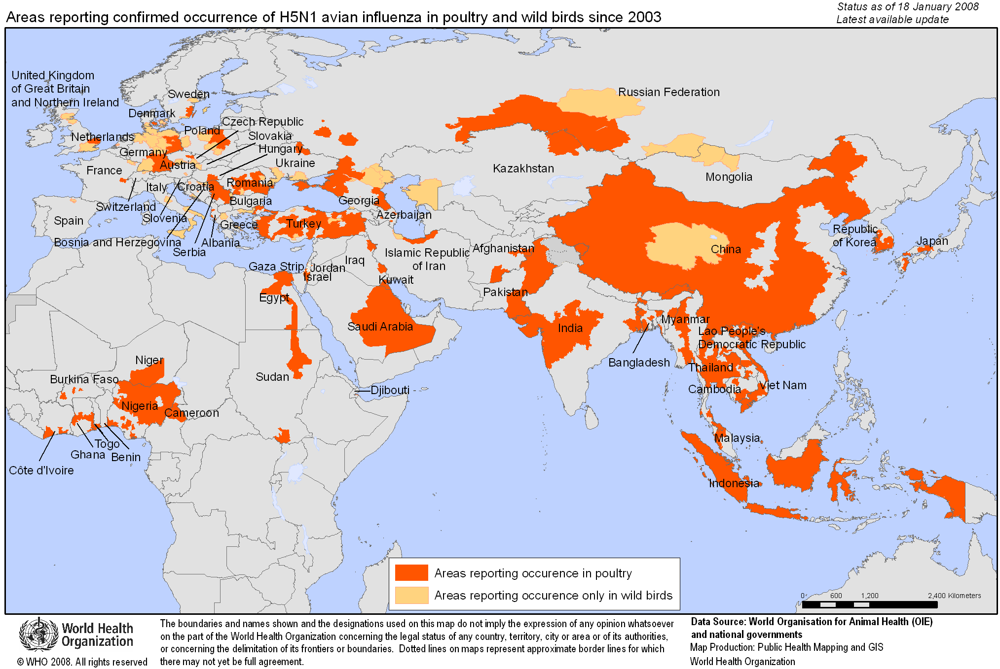 Areas reporting confirmed occurrence of H5N1 avian influenza in poultry and wild birds since 2003
Status as of 18 January 2008
Latest available update
United Kingdom
of Great Britain
and Northern Ireland
Sweden
Denmark
Russian Federation
Czech Republic
Poland
Slovakia
Netherlands
Hungary
Germany
Ukraine
Austria
France
Kazakhstan
Mongolia
Italy
Croatia
Romania
Switzerland
Bulgaria
Georgia
Slovenia
Azerbaijan
Spain
Greece
Turkey
Bosnia and Herzegovina
Albania
Serbia
Republic
of Korea
Japan
China
Afghanistan
Islamic Republic
of Iran
Iraq
Gaza Strip
Jordan
Israel
Kuwait
Egypt
Pakistan
Saudi Arabia
India
Myanmar
Lao People's
Democratic Republic
Bangladesh
Thailand
Niger
Sudan
Burkina Faso
Djibouti
Cambodia
Viet Nam
Nigeria
Cameroon
Malaysia
Togo
Ghana
Benin
Côte d'Ivoire
Indonesia
Areas reporting occurence in poultry
Areas reporting occurence only in wild birds
0 600 1,200 2,400 Kilometers
World Health
Organization
© WHO 2008. All rights reserved
The boundaries and names shown and the designations used on this map do not imply the expression of any opinion whatsoever
on the part of the World Health Organization concerning the legal status of any country, territory, city or area or of its authorities,
or concerning the delimitation of its frontiers or boundaries. Dotted lines on maps represent approximate border lines for which
there may not yet be full agreement.
Data Source: World Organisation for Animal Health (OIE)
and national governments
Map Production: Public Health Mapping and GIS
World Health Organization